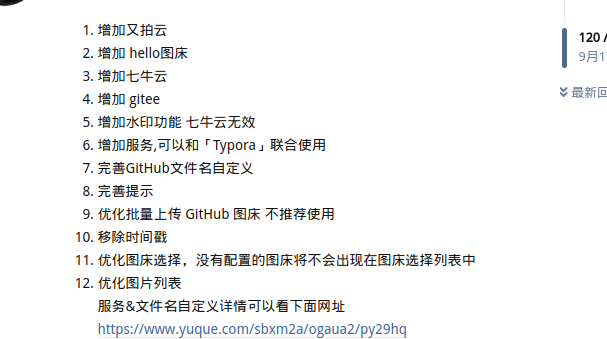 1. 增加又拍云
2. 增加 hello图床
3. 增加七牛云
4. 增加 gitee
5. 增加水印功能 七牛云无效
6. 增加服务,可以和「Typora」联合使用
7. 完善GitHub文件名自定义
8. 完善提示
9. 优化批量上传 GitHub 图床 不推荐使用
10. 移除时间戳
11. 优化图床选择，没有配置的图床将不会出现在图床选择列表中
12. 优化图片列表
服务&文件名自定义详情可以看下面网址
https://www.yuque.com/sbxm2a/ogaua2/py29hq
120 /
9月1
最新回